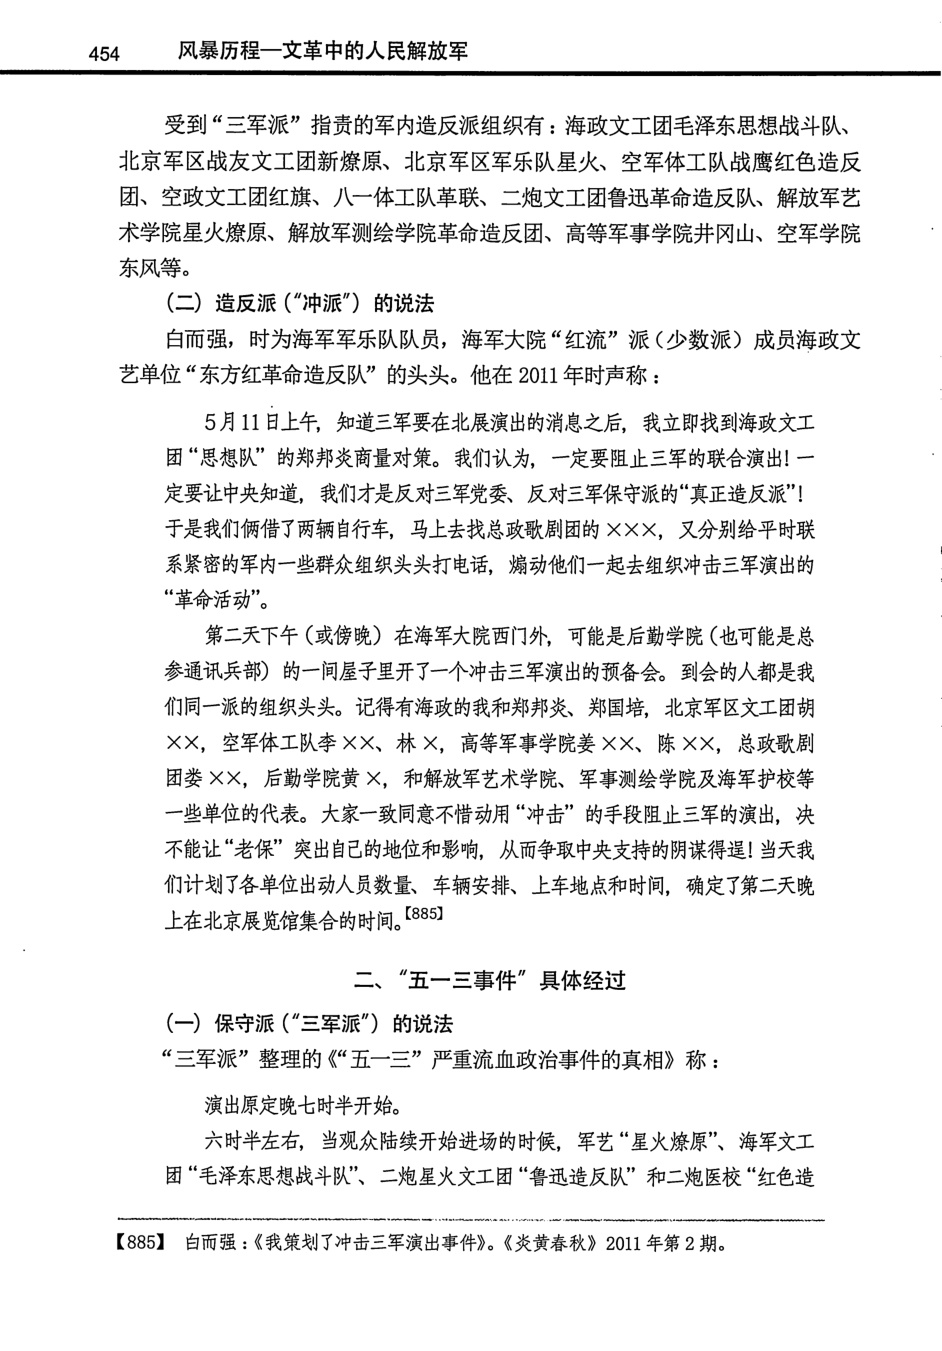 454 风暴历程—文革中的人民解放军
受到“三军派”指责的军内造反派组织有：海政文工团毛泽东思想战斗队、
北京军区战友文工团新燎原、北京军区军乐队星火、空军体工队战鹰红色造反
团、空政文工团红旗、八一体工队革联、二炮文工团鲁迅革命造反队、解放军艺
术学院星火燎原、解放军测绘学院革命造反团、高等军事学院井冈山、空军学院
东风等。
（二）造反派（“冲派”）的说法
白而强，时为海军军乐队队员，海军大院“红流”派（少数派）成员海政文
艺单位“东方红革命造反队”的头头。他在2011年时声称：
5月11日上午，知道三军要在北展演出的消息之后，我立即找到海政文工
团“思想队”的郑邦炎商量对策。我们认为，一定要阻止三军的联合演出！一
定要让中央知道，我们才是反对三军党委、反对三军保守派的“真正造反派”！
于是我们俩借了两辆自行车，马上去找总政歌剧团的×××，又分别给平时联
系紧密的军内一些群众组织头头打电话，煽动他们一起去组织冲击三军演出的
“革命活动”。
第二天下午（或傍晚）在海军大院西门外，可能是后勤学院（也可能是总
参通讯兵部）的一间屋子里开了一个冲击三军演出的预备会。到会的人都是我
们同一派的组织头头。记得有海政的我和郑邦炎、郑国培，北京军区文工团胡
××，空军体工队李××、林×，高等军事学院姜××、陈××，总政歌剧
团娄××，后勤学院黄×，和解放军艺术学院、军事测绘学院及海军护校等
一些单位的代表。大家一致同意不惜动用“冲击”的手段阻止三军的演出，决
不能让“老保”突出自己的地位和影响，从而争取中央支持的阴谋得逞！当天我
们计划了各单位出动人员数量、车辆安排、上车地点和时间，确定了第二天晚
上在北京展览馆集合的时间。【885】
二、“五一三事件”具体经过
（一）保守派（“三军派”）的说法
“三军派”整理的《“五一三”严重流血政治事件的真相》称：
演出原定晚七时半开始。
六时半左右，当观众陆续开始进场的时候，军艺“星火燎原”、海军文工
团“毛泽东思想战斗队”、二炮星火文工团“鲁迅造反队”和二炮医校“红色造
【885】 白而强：《我策划了冲击三军演出事件》。《炎黄春秋》2011年第2期。